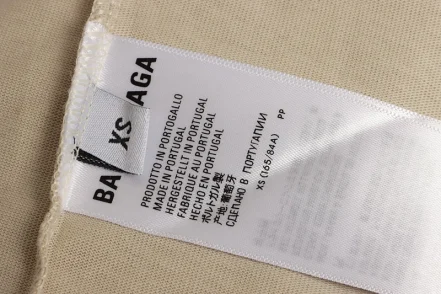 BA AGA
XS
PRODOTTO IN PORTOGALLO
MADE IN PORTUGAL
HERGESTELLT IN PORTUGAL
FABRIQUE AU PORTUGAL
HECHO EN PORTUGAL
ポルトガル製
产地:葡萄牙
СДЕЛАНО В ПОРТУГАЛИИ
XS (165/84A) PP